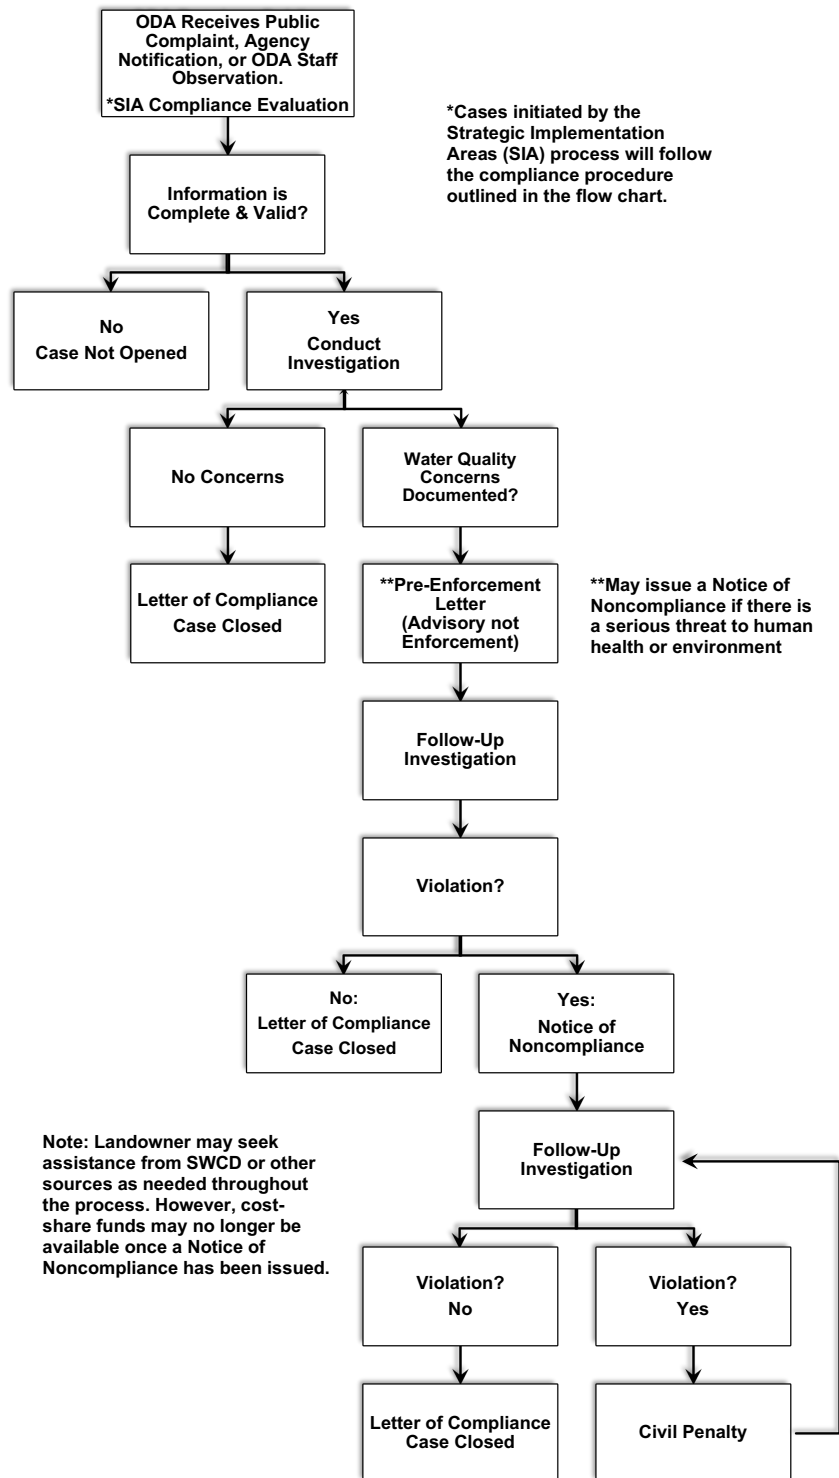 ODA Receives Public
Complaint, Agency
Notification, or ODA Staff
Observation.
*SIA Compliance Evaluation
*Cases initiated by the
Strategic Implementation
Areas (SIA) process will follow
the compliance procedure
outlined in the flow chart.
Information is
Complete & Valid?
No
Case Not Opened
Yes
Conduct
Investigation
No Concerns
Water Quality
Concerns
Documented?
Letter of Compliance
Case Closed
**Pre-Enforcement
Letter
(Advisory not
Enforcement)
**May issue a Notice of
Noncompliance if there is
a serious threat to human
health or environment
Follow-Up
Investigation
Violation?
No:
Letter of Compliance
Case Closed
Yes:
Notice of
Noncompliance
Note: Landowner may seek
assistance from SWCD or other
sources as needed throughout
the process. However, cost-
share funds may no longer be
available once a Notice of
Noncompliance has been issued.
Follow-Up
Investigation
Violation?
No
Violation?
Yes
Letter of Compliance
Case Closed
Civil Penalty